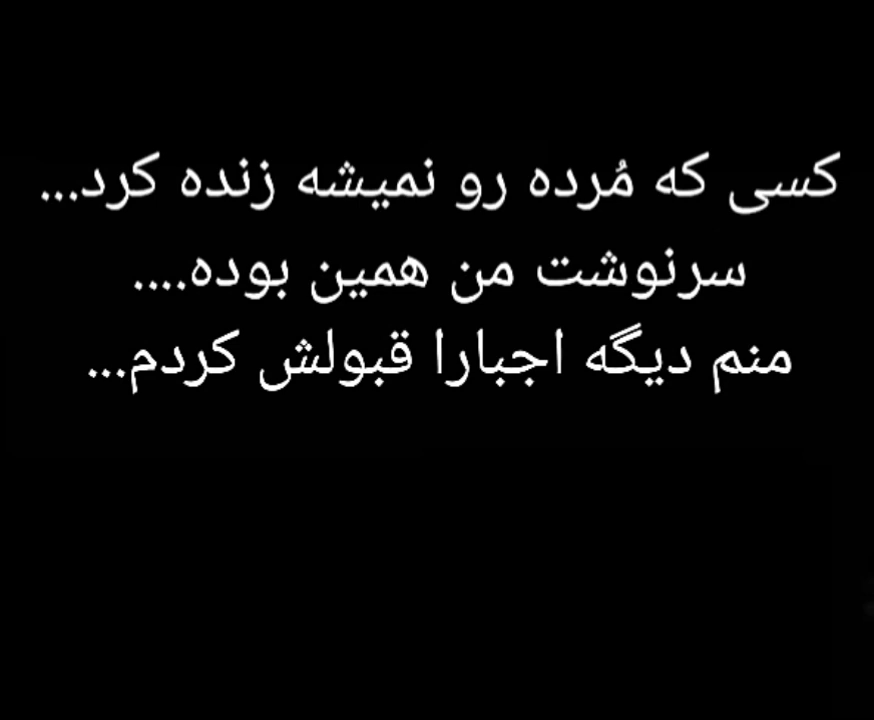 کسی که مُرده رو نمیشه زنده کرد...
سرنوشت من همین بوده....
منم دیگه اجبارا قبولش کردم...